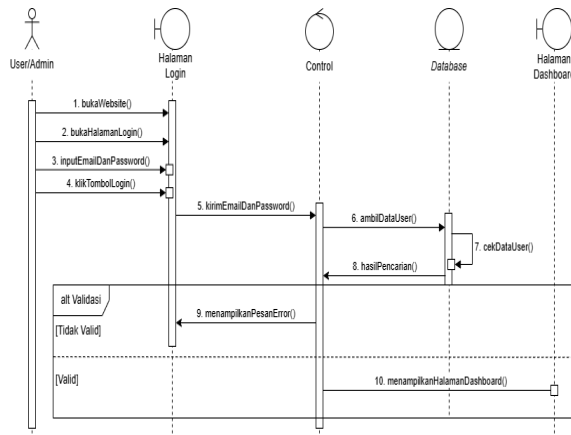 User/Admin
Halaman
Login
Control
Database
Halaman
Dashboard
1. bukaWebsite()
2. bukaHalamanLogin()
3. inputEmailDanPassword()
4. klikTombolLogin()
5. kirimEmailDanPassword()
6. ambilDataUser()
7. cekDataUser()
8. hasilPencarian()
alt Validasi
9. menampilkanPesanError()
[Tidak Valid]
[Valid]
10. menampilkanHalamanDashboard()